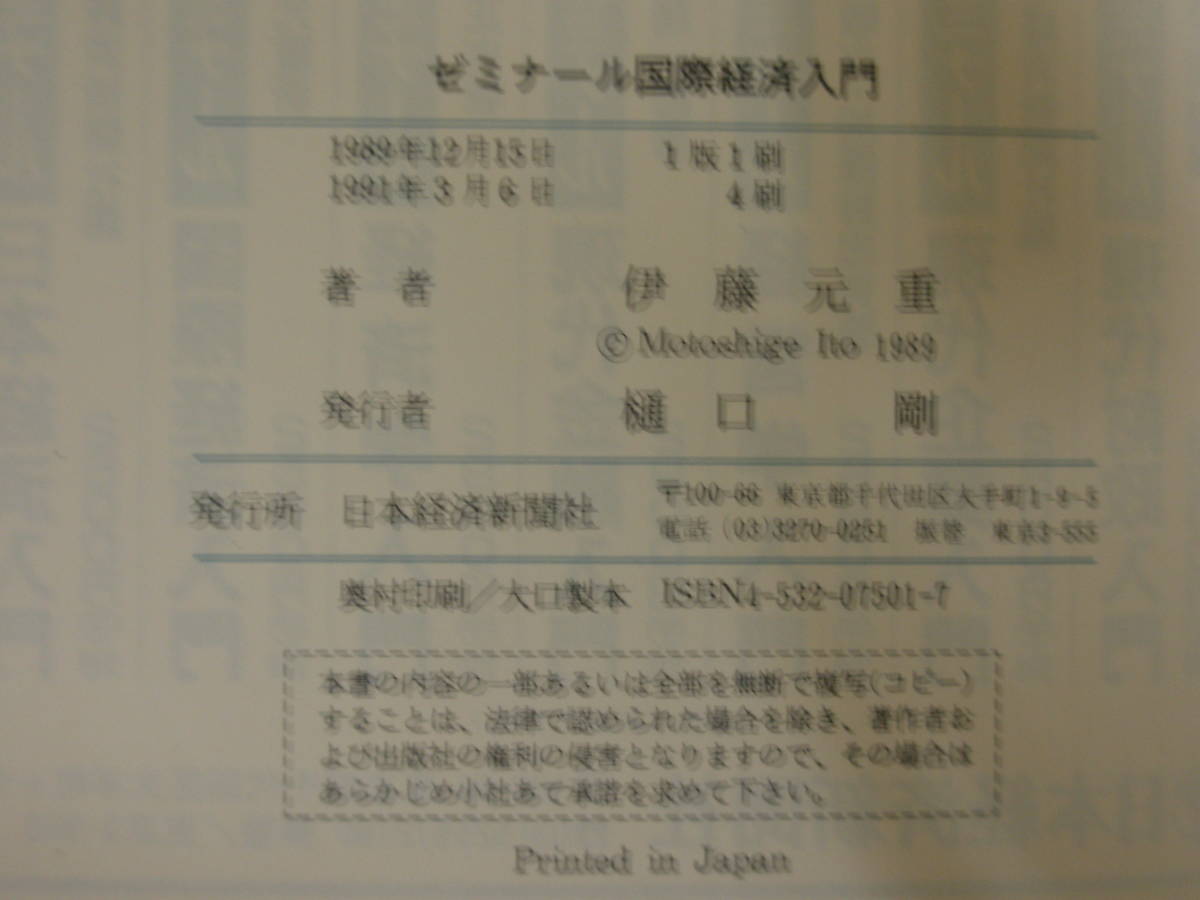 ゼミナール国際経済入門
1989年12月15日 1版1刷
1991年3月6日 4刷
著者 伊藤元重
© Motoshige Ito 1989
発行者 樋口 剛
発行所 日本経済新聞社 〒100-66 東京都千代田区大手町1-9-5
電話 (03)3270-0251 振替 東京3-555
奥村印刷/大口製本 ISBN4-532-07501-7
本書の内容の一部あるいは全部を無断で複写(コピー)
することは、法律で認められた場合を除き、著作者お
よび出版社の権利の侵害となりますので、その場合は
あらかじめ小社あて承諾を求めて下さい。
Printed in Japan